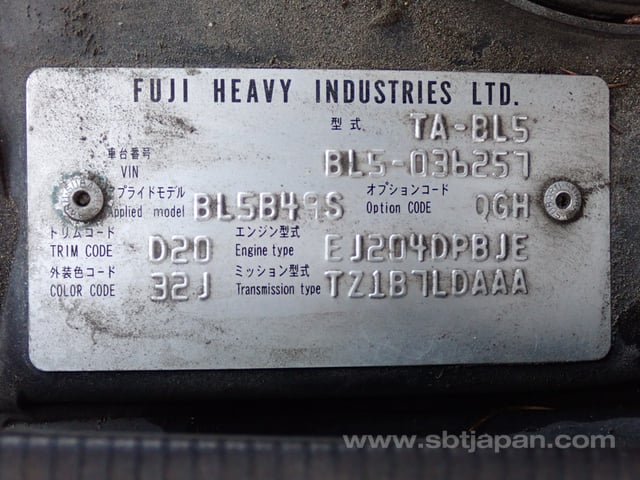 FUJI HEAVY INDUSTRIES LTD.
型式 TA-BL5
車台番号 VIN BL5-036257
アプライドモデル Applied model BL5B49S オプションコード Option CODE QGH
トリムコード TRIM CODE D20 エンジン型式 Engine type EJ204DPBJE
外装色コード COLOR CODE 32J ミッション型式 Transmission type TZ1B7LDAAA
www.sbtjapan.com